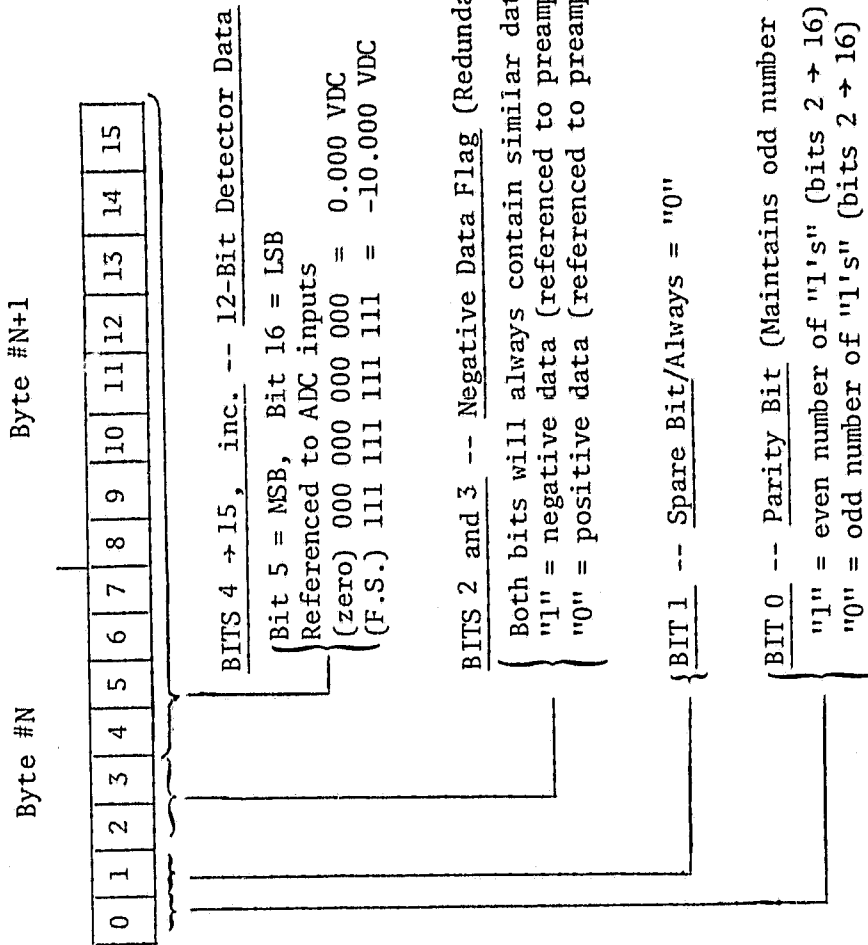 Byte #N
Byte #N+1
0 1 2 3 4 5 6 7 8 9 10 11 12 13 14 15
BITS 4 → 15, inc. -- 12-Bit Detector Data
Bit 5 = MSB, Bit 16 = LSB
Referenced to ADC inputs
(zero) 000 000 000 000 = 0.000 VDC
(F.S.) 111 111 111 111 = -10.000 VDC
BITS 2 and 3 -- Negative Data Flag (Redunda
Both bits will always contain similar dat
"1" = negative data (referenced to preamp
"0" = positive data (referenced to preamp
BIT 1 -- Spare Bit/Always = "0"
BIT 0 -- Parity Bit (Maintains odd number
"1" = even number of "1's" (bits 2 → 16)
"0" = odd number of "1's" (bits 2 → 16)